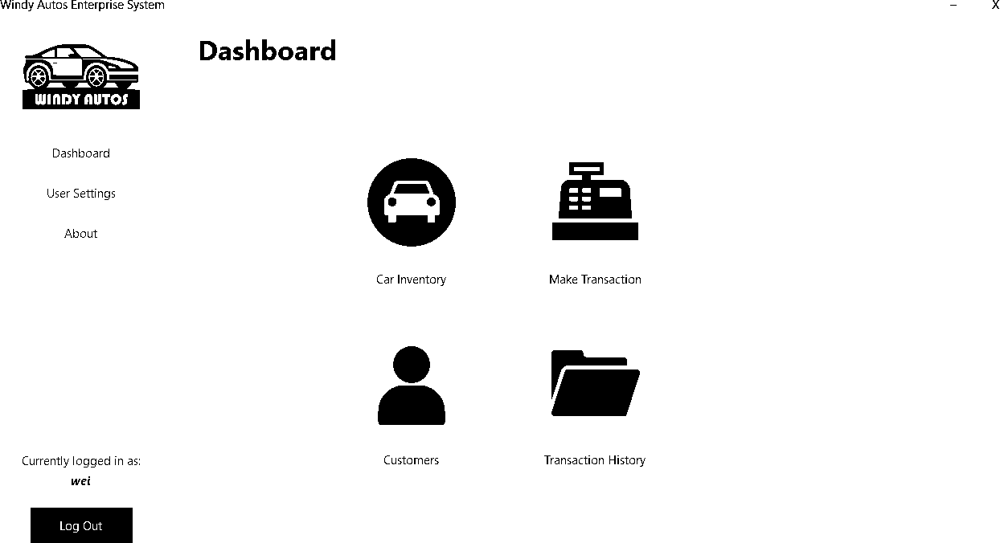 Windy Autos Enterprise System
– X
WINDY AUTOS
Dashboard
Dashboard
User Settings
About
Car Inventory
Make Transaction
Customers
Transaction History
Currently logged in as:
wei
Log Out